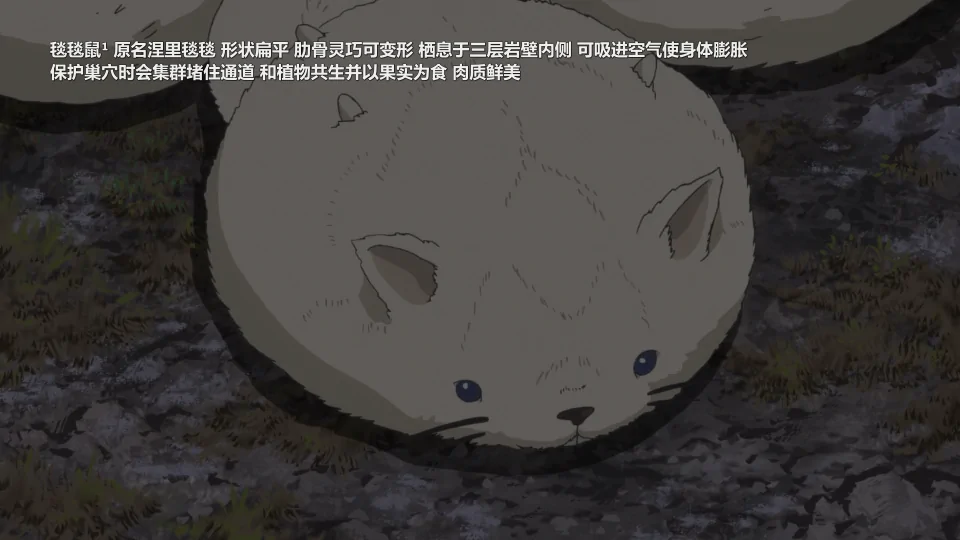 毯毯鼠¹ 原名涅里毯毯 形状扁平 肋骨灵巧可变形 栖息于三层岩壁内侧 可吸进空气使身体膨胀
保护巢穴时会集群堵住通道 和植物共生并以果实为食 肉质鲜美